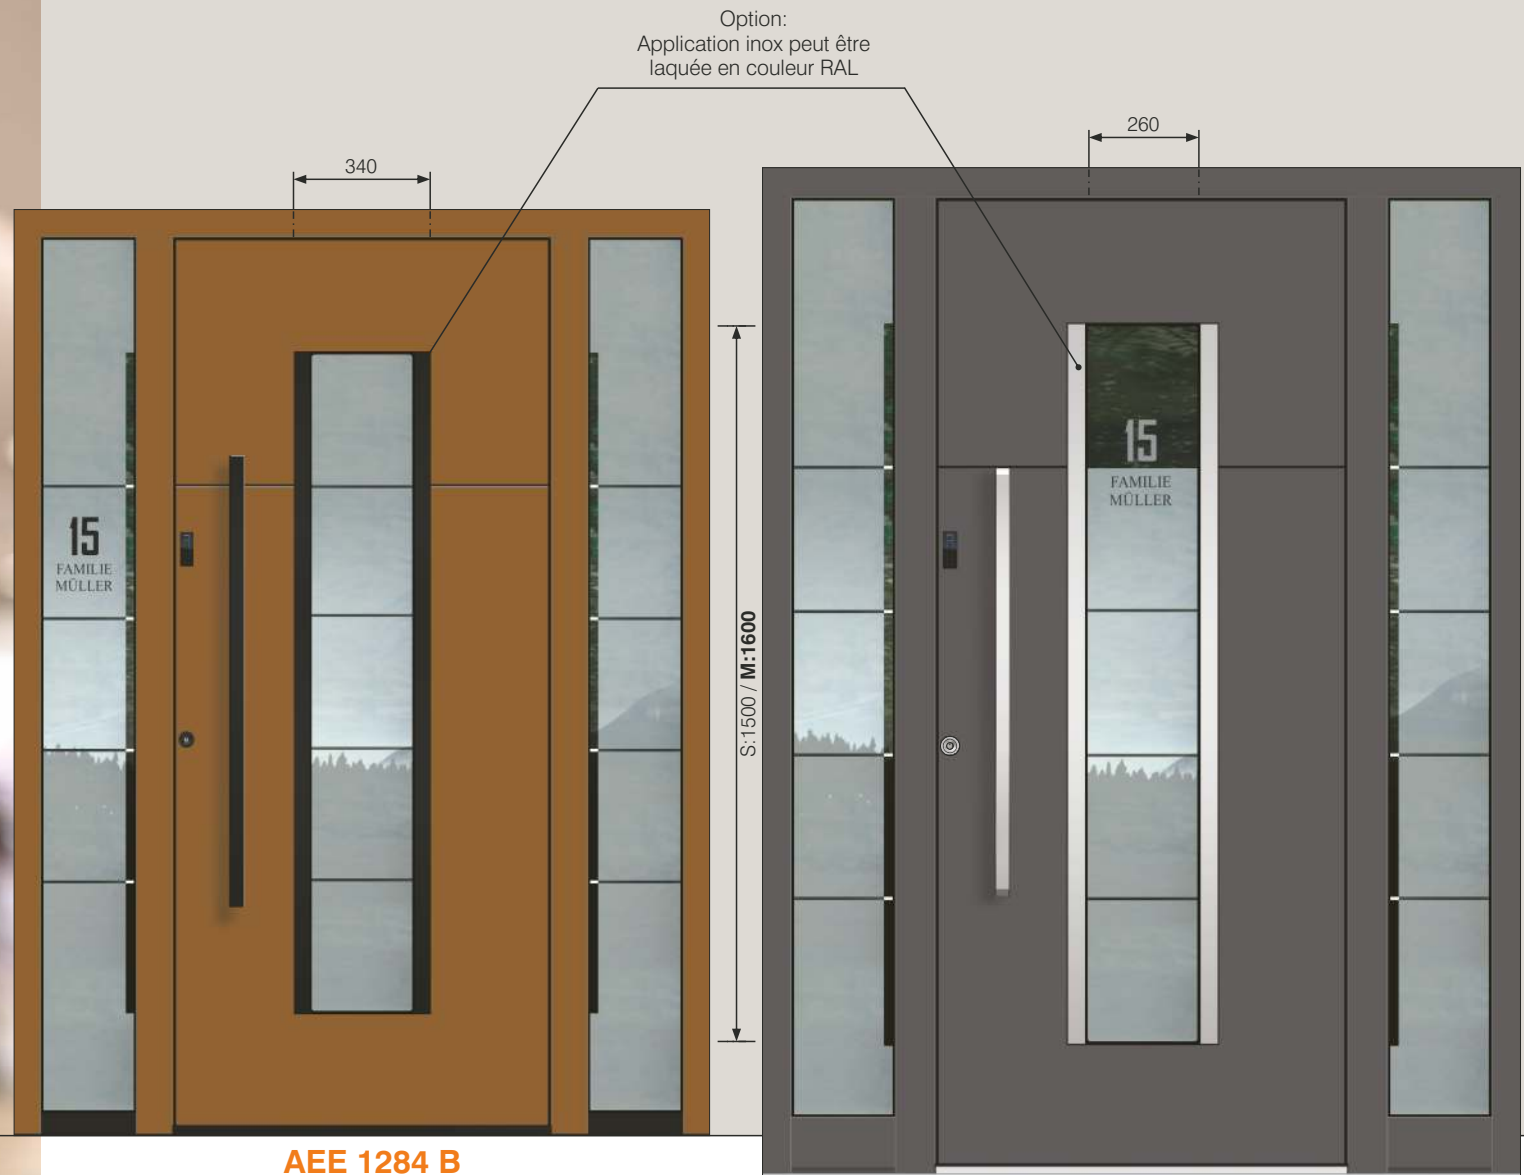 Option:
Application inox peut être
laquée en couleur RAL
340
260
15
FAMILIE
MÜLLER
15
FAMILIE
MÜLLER
S:1500 / M:1600
AEE 1284 B